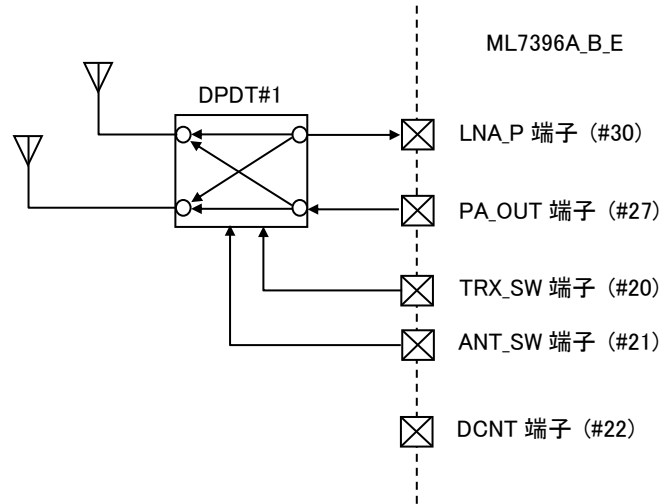 ML7396A_B_E
DPDT#1
LNA_P 端子 (#30)
PA_OUT 端子 (#27)
TRX_SW 端子 (#20)
ANT_SW 端子 (#21)
DCNT 端子 (#22)